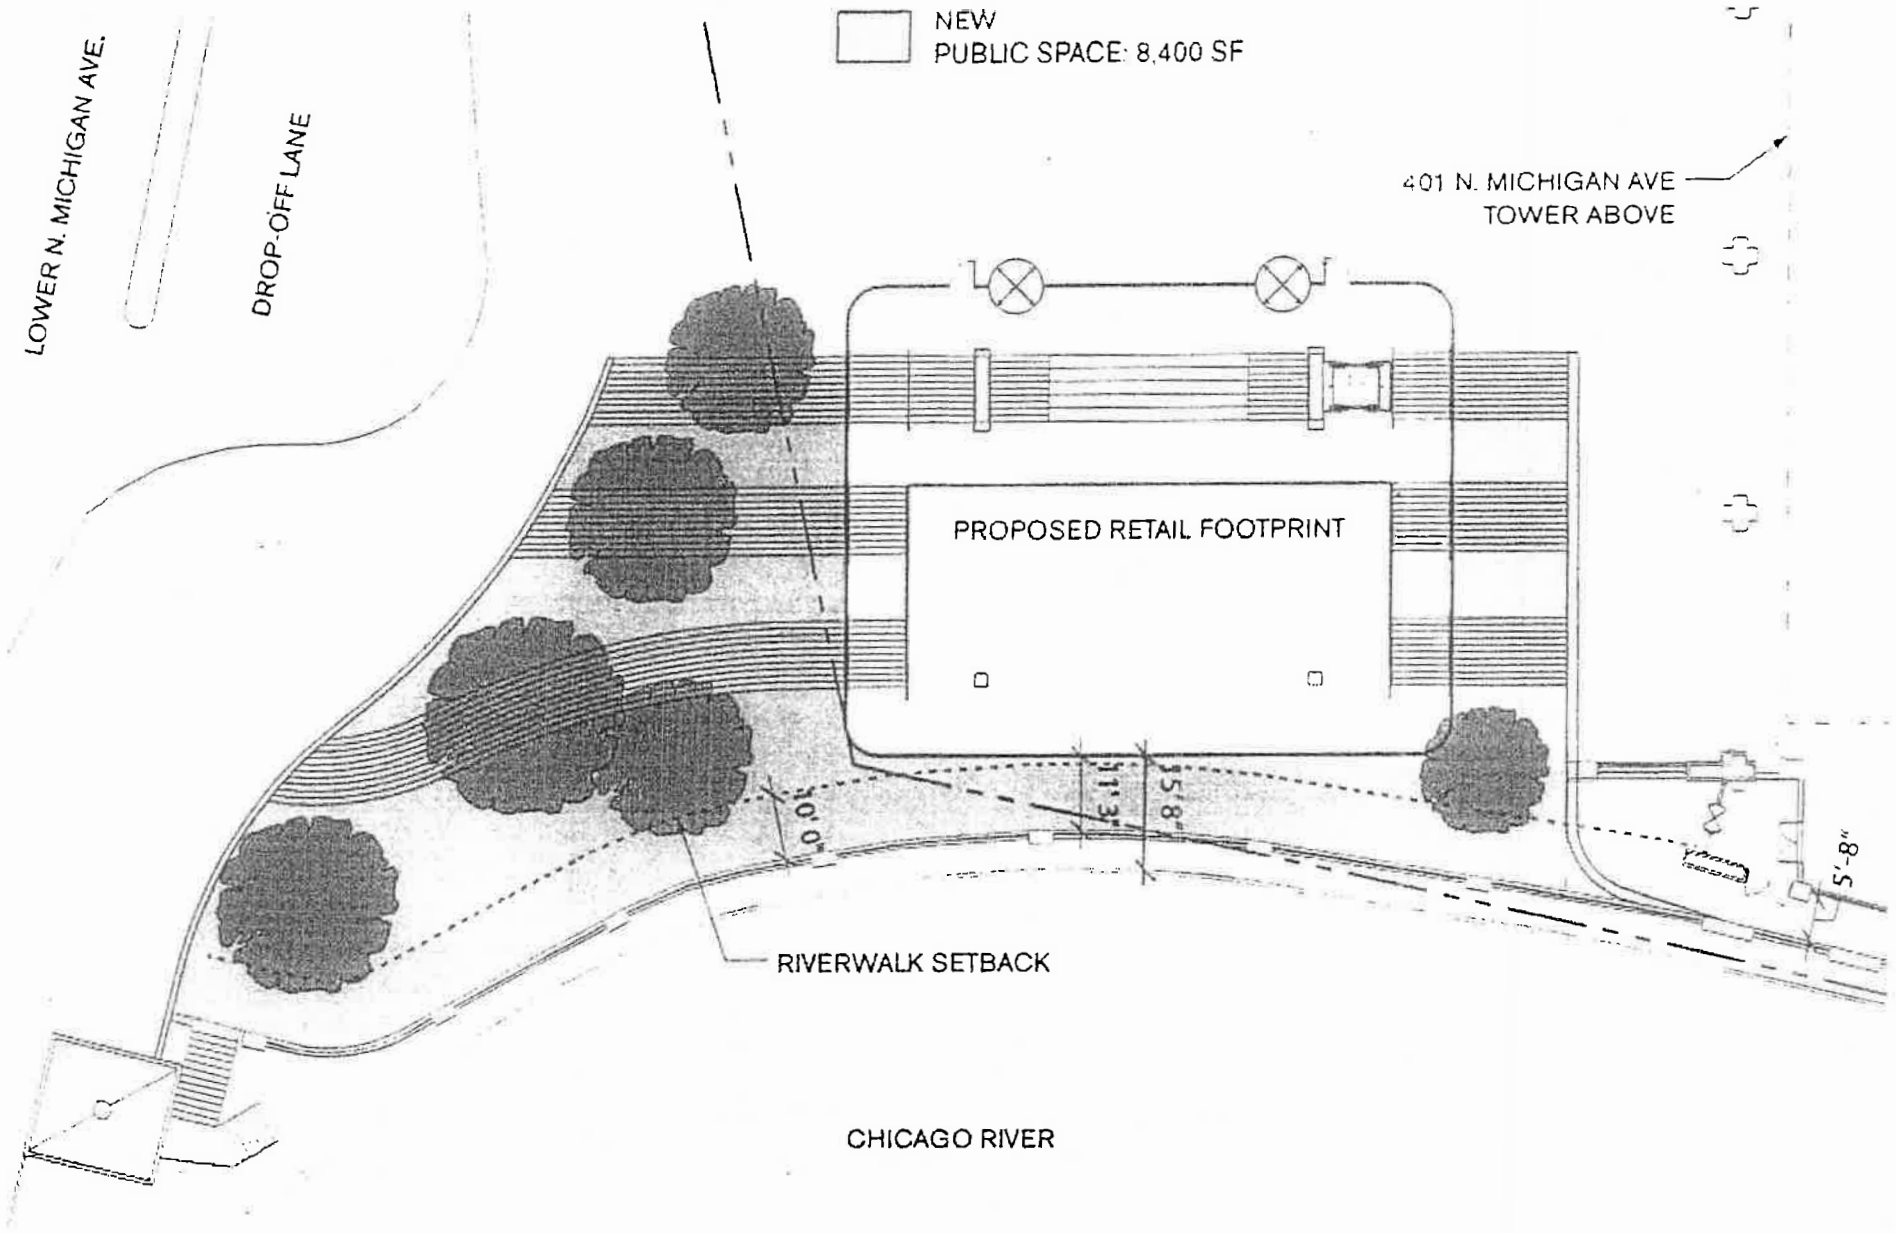 NEW
PUBLIC SPACE: 8,400 SF
LOWER N. MICHIGAN AVE.
DROP-OFF LANE
401 N. MICHIGAN AVE
TOWER ABOVE
PROPOSED RETAIL FOOTPRINT
10'0"
11'3"
15'8"
5'-8"
RIVERWALK SETBACK
CHICAGO RIVER